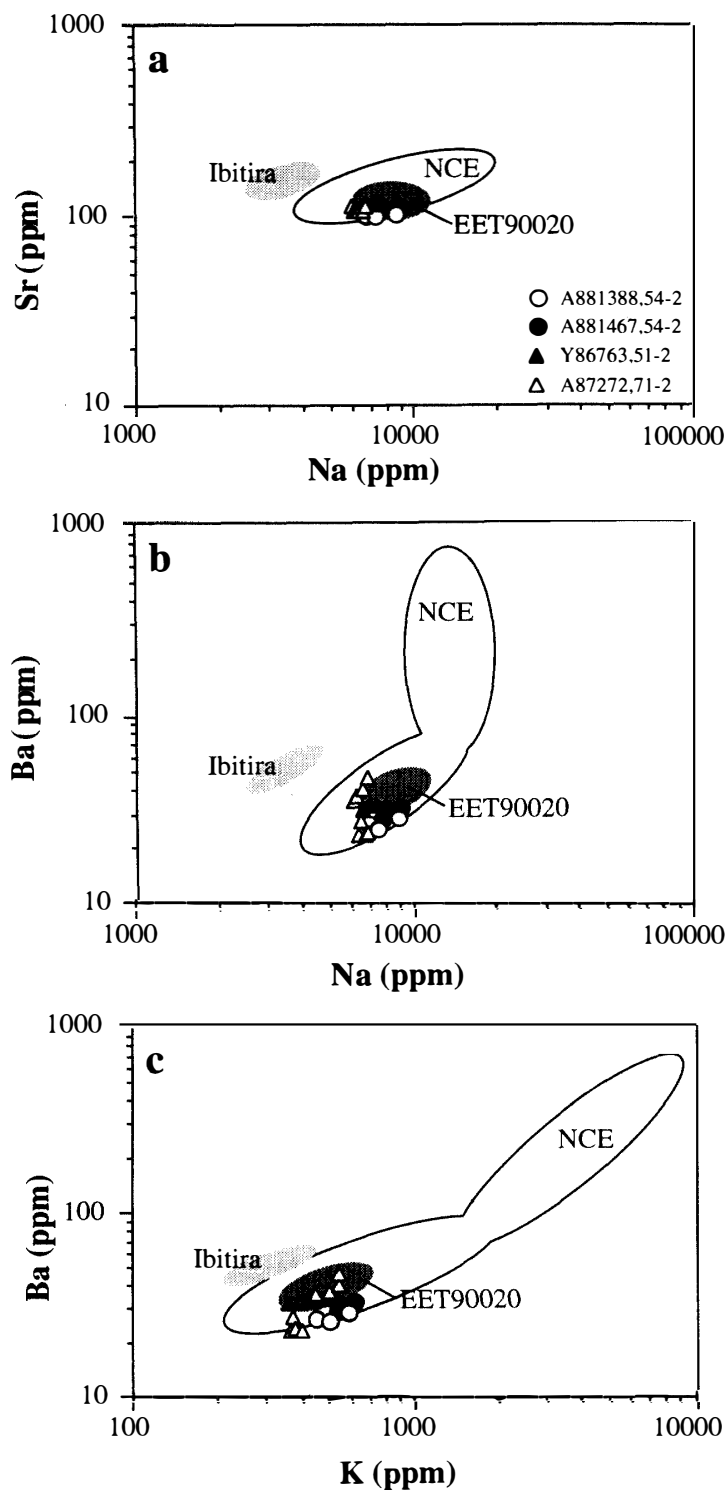 a
1000
100
10
Sr (ppm)
Ibitira
NCE
EET90020
A881388,54-2
A881467,54-2
Y86763,51-2
A87272,71-2
1000
10000
100000
Na (ppm)
b
1000
100
10
Ba (ppm)
NCE
Ibitira
EET90020
1000
10000
100000
Na (ppm)
c
1000
100
10
Ba (ppm)
NCE
Ibitira
EET90020
100
1000
10000
K (ppm)